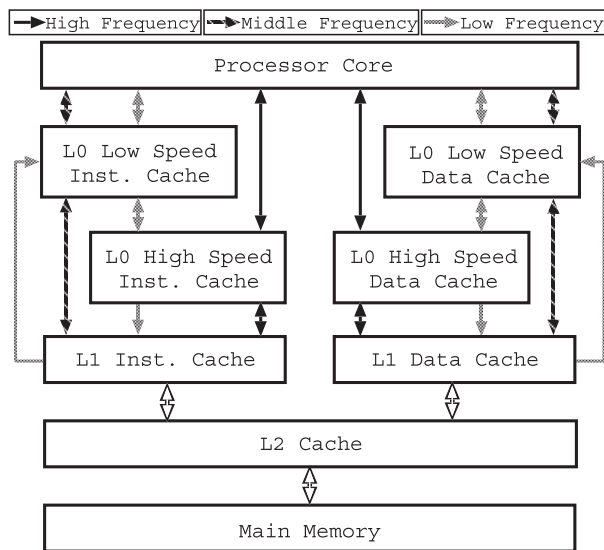 High Frequency Middle Frequency Low Frequency
Processor Core
L0 Low Speed
Inst. Cache
L0 Low Speed
Data Cache
L0 High Speed
Inst. Cache
L0 High Speed
Data Cache
L1 Inst. Cache
L1 Data Cache
L2 Cache
Main Memory